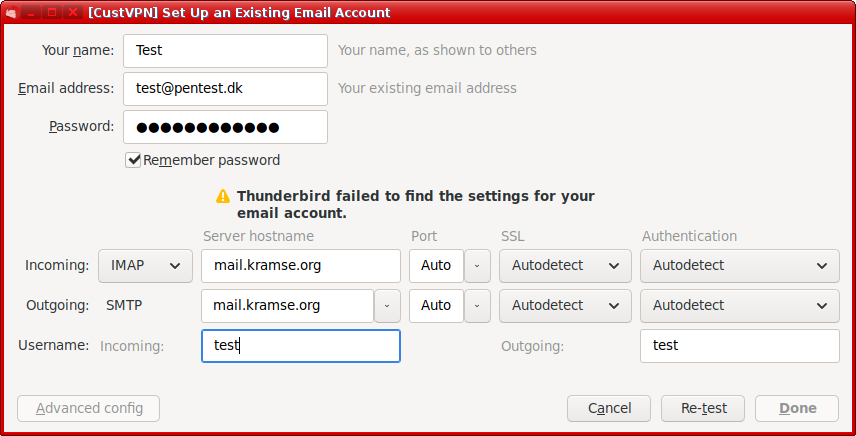 [CustVPN] Set Up an Existing Email Account
Your name: Test Your name, as shown to others
Email address: test@pentest.dk Your existing email address
Password: ●●●●●●●●●●●●
Remember password
Thunderbird failed to find the settings for your
email account.
Server hostname Port SSL Authentication
Incoming: IMAP mail.kramse.org Auto Autodetect Autodetect
Outgoing: SMTP mail.kramse.org Auto Autodetect Autodetect
Username: Incoming: test Outgoing: test
Advanced config Cancel Re-test Done